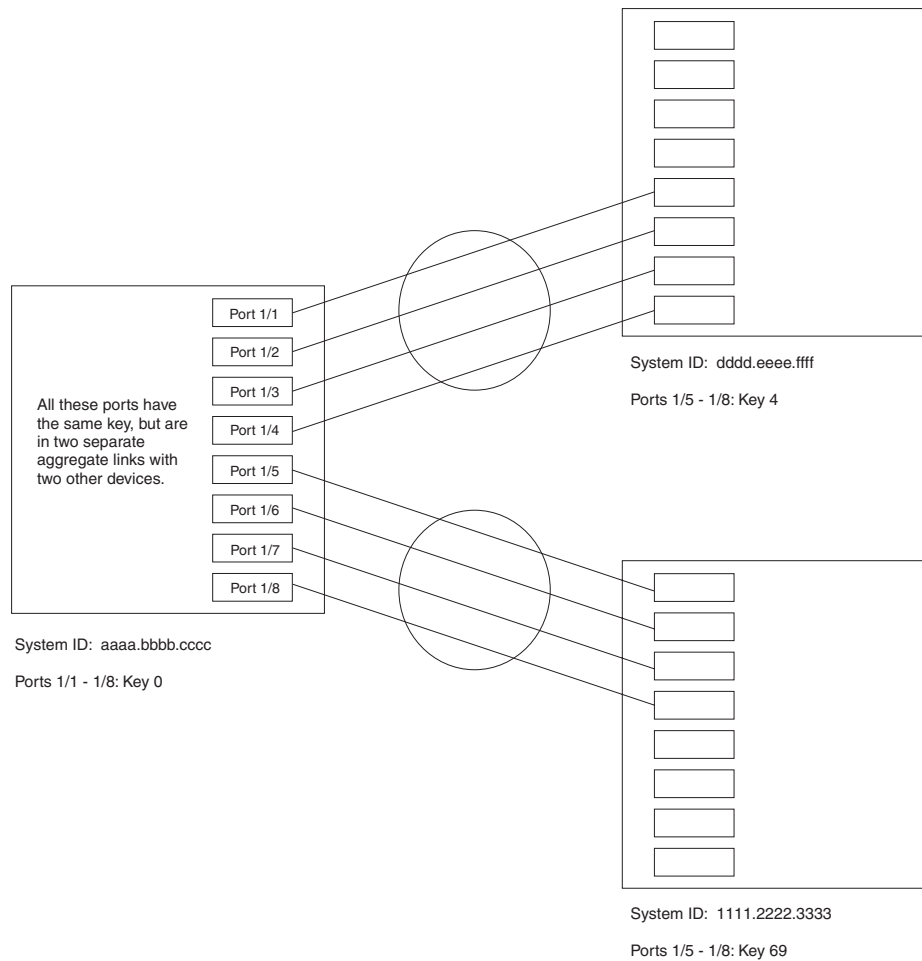 System ID: dddd.eeee.ffff
Ports 1/5 - 1/8: Key 4
All these ports have
the same key, but are
in two separate
aggregate links with
two other devices.
Port 1/1
Port 1/2
Port 1/3
Port 1/4
Port 1/5
Port 1/6
Port 1/7
Port 1/8
System ID: aaaa.bbbb.cccc
Ports 1/1 - 1/8: Key 0
System ID: 1111.2222.3333
Ports 1/5 - 1/8: Key 69